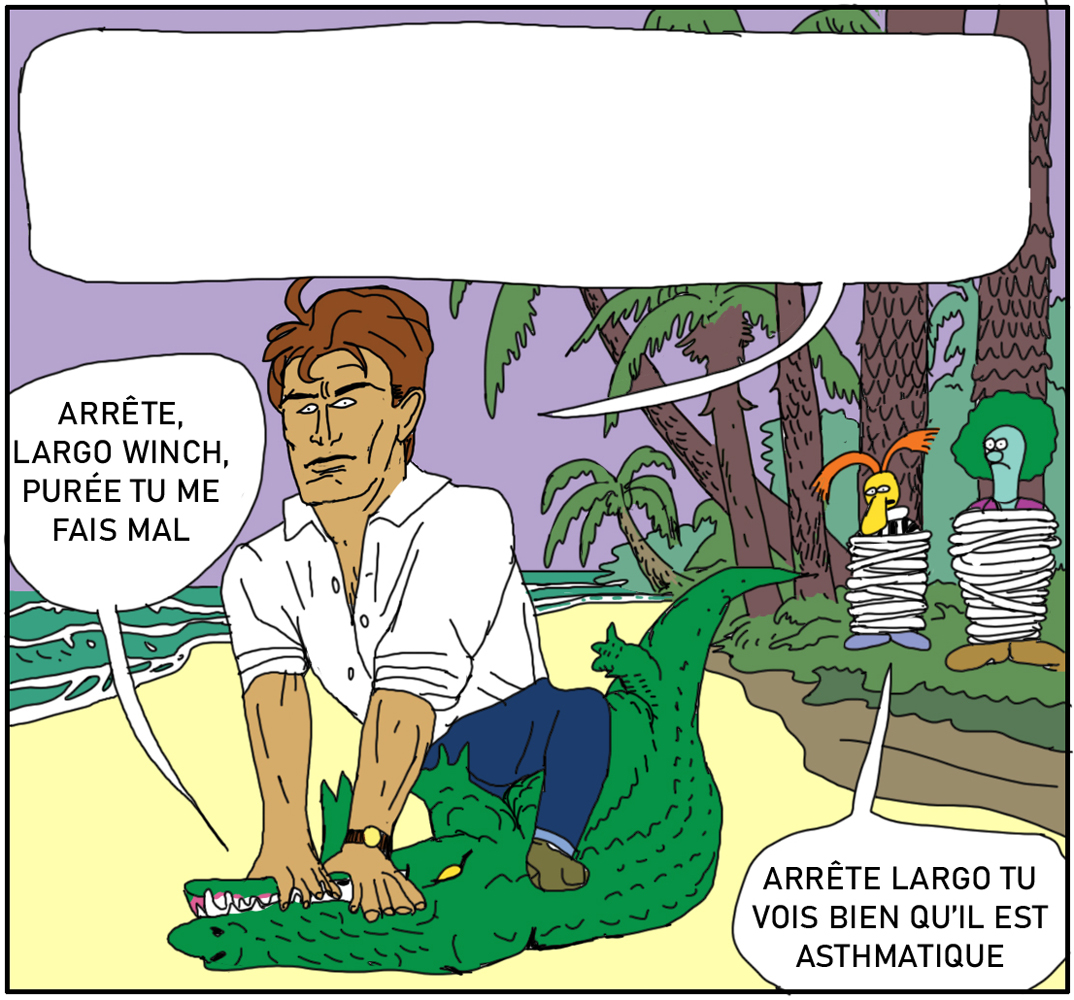 ARRÊTE,
LARGO WINCH,
PURÉE TU ME
FAIS MAL
ARRÊTE LARGO TU
VOIS BIEN QU'IL EST
ASTHMATIQUE